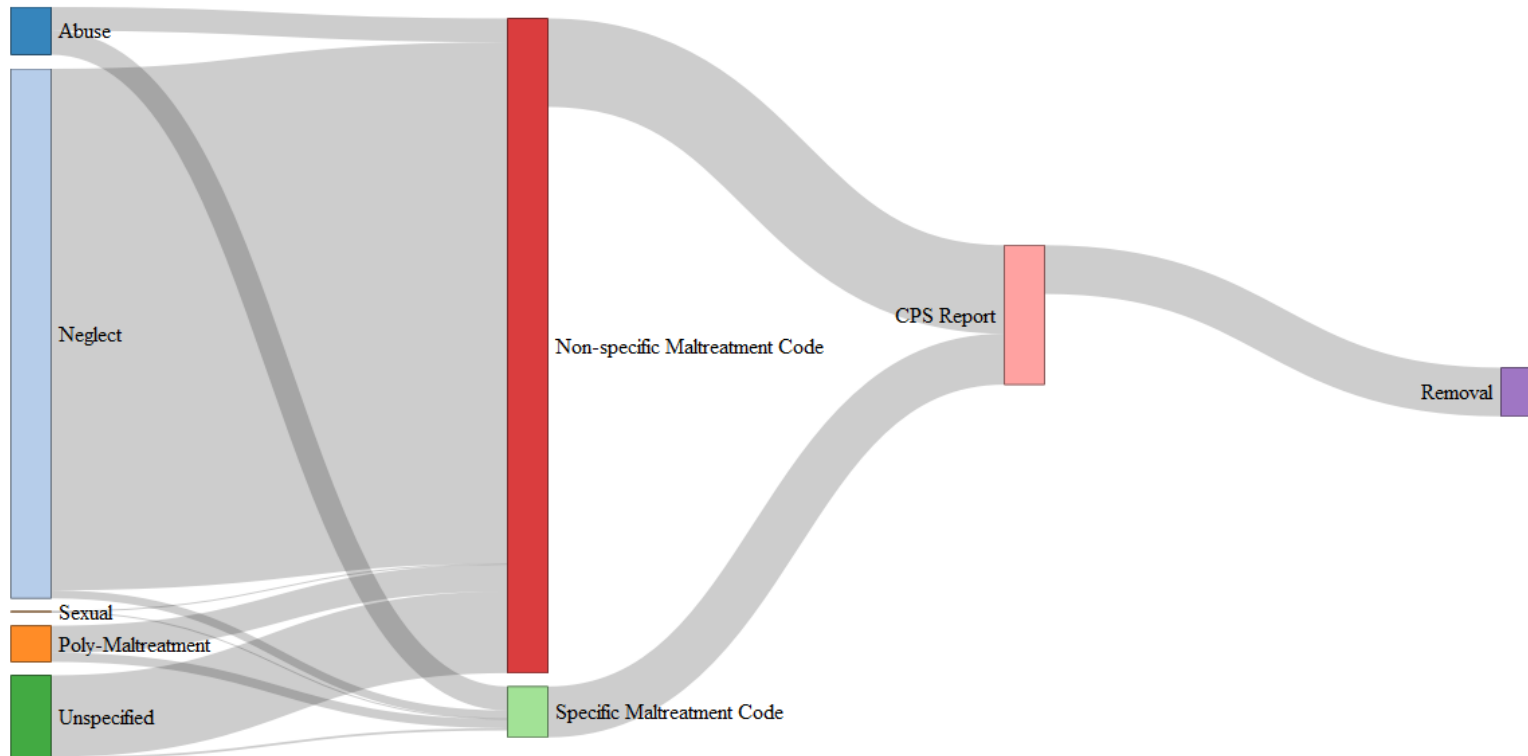 Abuse
Neglect
Sexual
Poly-Maltreatment
Unspecified
Non-specific Maltreatment Code
Specific Maltreatment Code
CPS Report
Removal